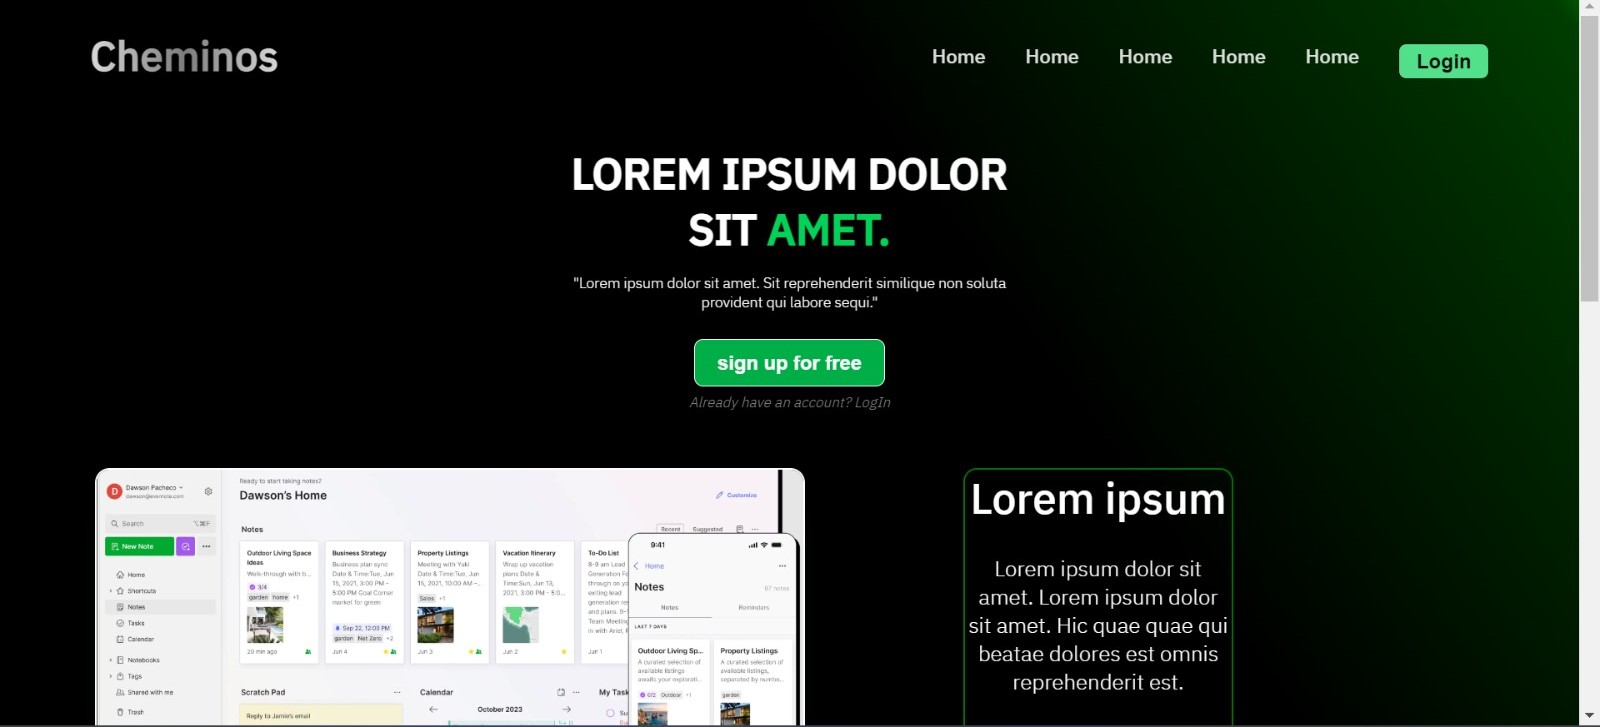 Cheminos
Home Home Home Home Home Login
LOREM IPSUM DOLOR
SIT AMET.
"Lorem ipsum dolor sit amet. Sit reprehenderit similique non soluta
provident qui labore sequi."
sign up for free
Already have an account? LogIn
Dawson Pacheco
Search
New Note
Home
Shortcuts
Notes
Tasks
Calendar
Notebooks
Tags
Shared with me
Trash
Ready to start taking notes?
Dawson's Home
Customize
Notes
Recent Suggested
Outdoor Living Space
Ideas
Walk-through with b...
3/4
garden home +1
20 min ago
Business Strategy
Business plan sync
Date & Time:Tue, Jun
15, 2021, 3:00 PM -
5:00 PM Goal Corner
market for green
Sep 22, 12:00 PM
garden Net Zero +2
Jun 4
Property Listings
Meeting with Yuki
Date & Time:Tue, Jun
15, 2021, 10:00 AM -...
Sales +1
Jun 3
Vacation Itinerary
Wrap up vacation
plans Date &
Time:Sun, Jun 13,
2021, 3:00 PM - 5:0...
Jun 2
To-Do List
8-9 am Lead
Generation
through on
exiting lead
generation
and plans. 9-
Team Meeting
in with Ariel,
Jun 1
Scratch Pad
Reply to Jamie's email
Calendar
October 2023
My Task
9:41
Home
Notes
67 notes
Notes Reminders
LAST 7 DAYS
Outdoor Living Sp...
A curated selection of
available listings
awaits your explorati...
0/2 Outdoor +1
Property Listings
A curated selection of
available listings,
separated by
garden
Lorem ipsum
Lorem ipsum dolor sit
amet. Lorem ipsum dolor
sit amet. Hic quae quae qui
beatae dolores est omnis
reprehenderit est.